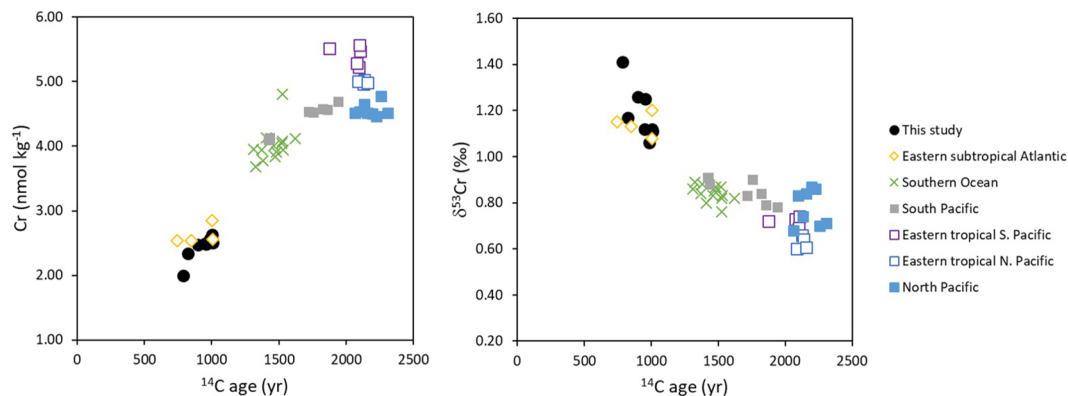 6.00
5.00
4.00
3.00
2.00
1.00
Cr (nmol kg⁻¹)
0
500
1000
1500
2000
2500
¹⁴C age (yr)
1.60
1.40
1.20
1.00
0.80
0.60
0.40
0.20
δ⁵³Cr (‰)
0
500
1000
1500
2000
2500
¹⁴C age (yr)
This study
Eastern subtropical Atlantic
Southern Ocean
South Pacific
Eastern tropical S. Pacific
Eastern tropical N. Pacific
North Pacific